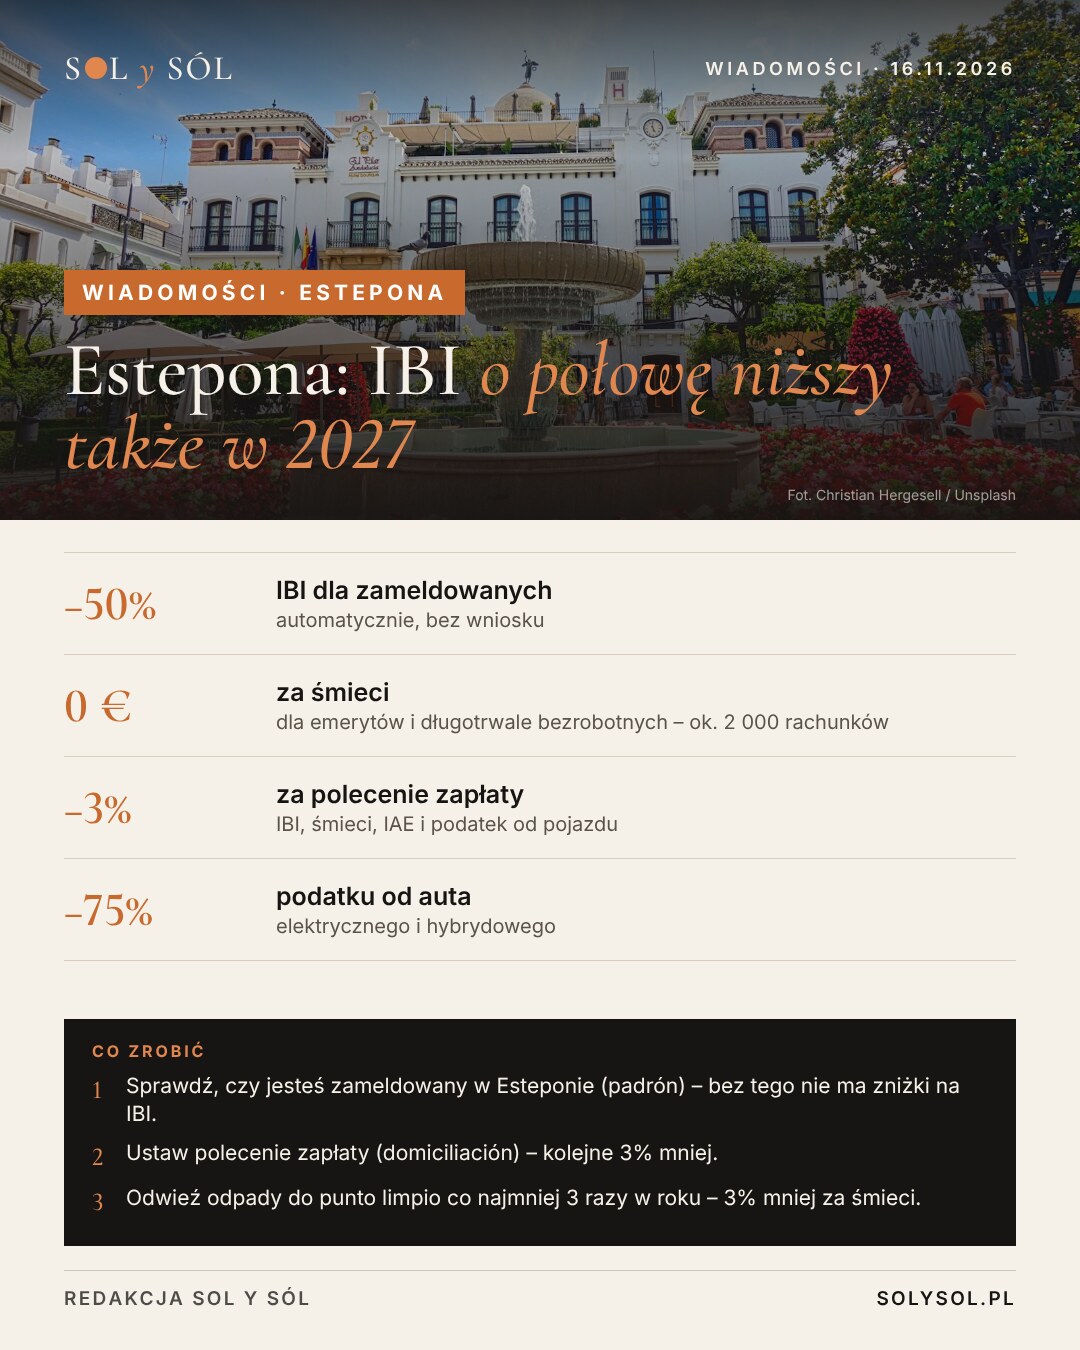 SOL y SÓL
WIADOMOŚCI · 16.11.2026
HOTEL
H
El Pilar
Andalucía
WIADOMOŚCI · ESTEPONA
Estepona: IBI o połowę niższy
także w 2027
Fot. Christian Hergesell / Unsplash
–50%
IBI dla zameldowanych
automatycznie, bez wniosku
0 €
za śmieci
dla emerytów i długotrwale bezrobotnych – ok. 2 000 rachunków
–3%
za polecenie zapłaty
IBI, śmieci, IAE i podatek od pojazdu
–75%
podatku od auta
elektrycznego i hybrydowego
CO ZROBIĆ
1 Sprawdź, czy jesteś zameldowany w Esteponie (padrón) – bez tego nie ma zniżki na
IBI.
2 Ustaw polecenie zapłaty (domiciliación) – kolejne 3% mniej.
3 Odwieź odpady do punto limpio co najmniej 3 razy w roku – 3% mniej za śmieci.
REDAKCJA SOL Y SÓL
SOLYSOL.PL